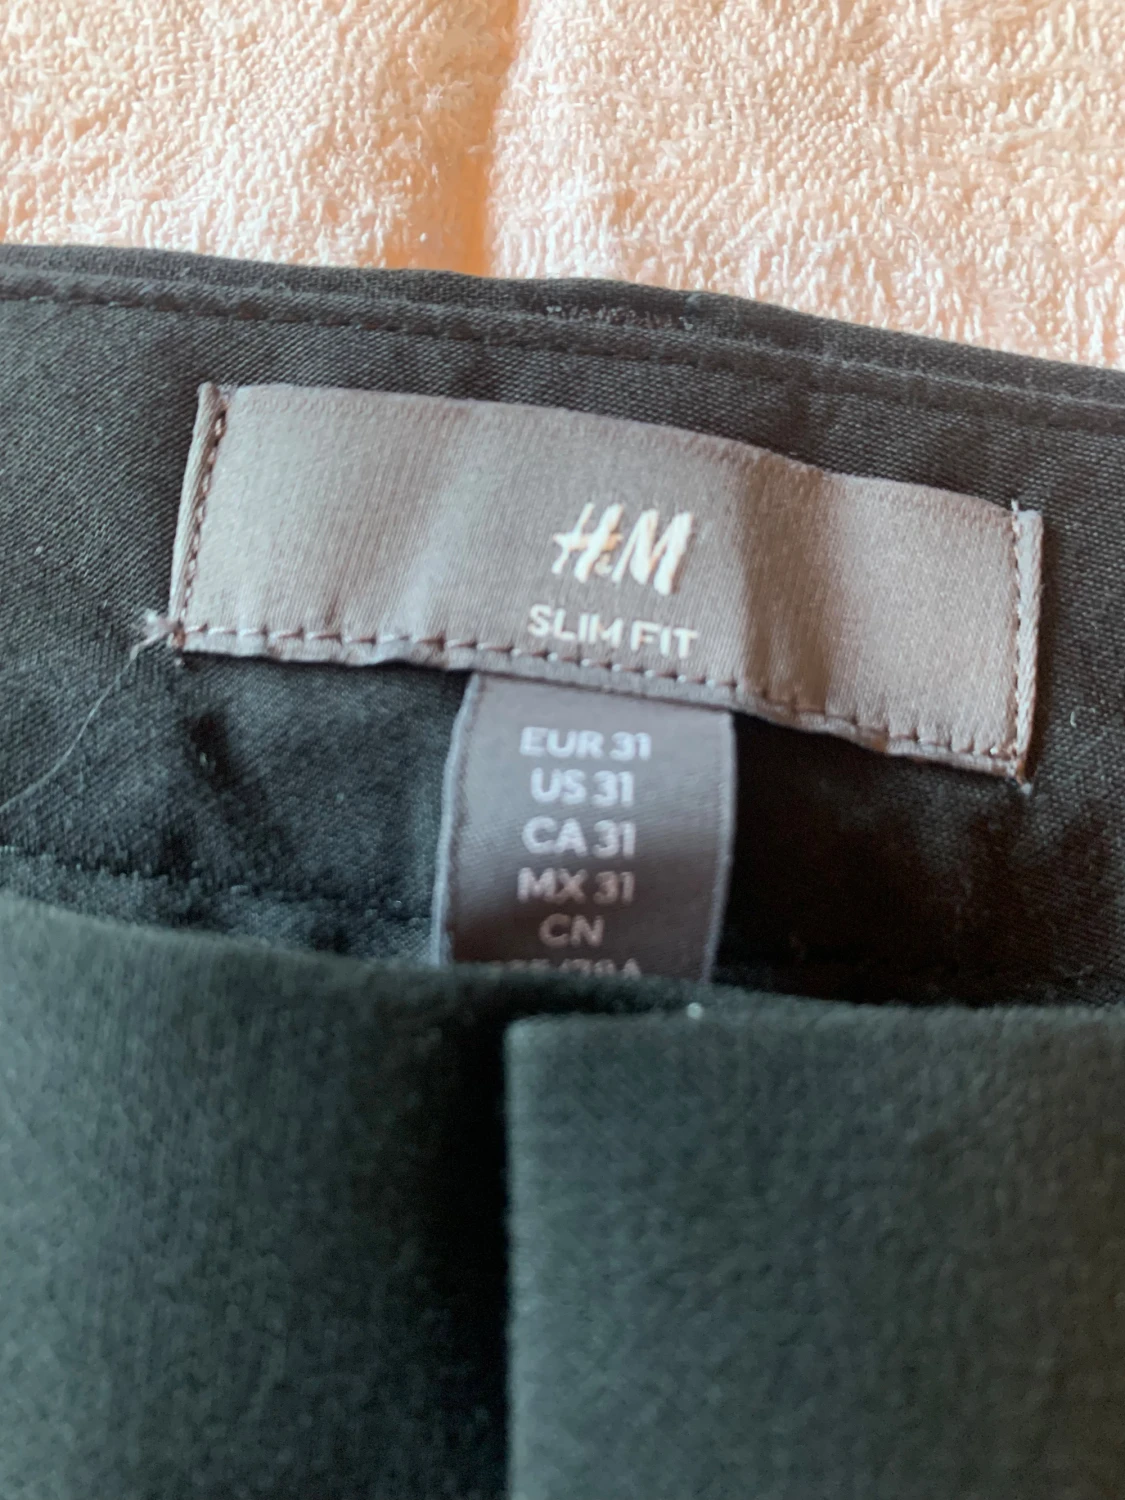 H&M
SLIM FIT
EUR 31
US 31
CA 31
MX 31
CN